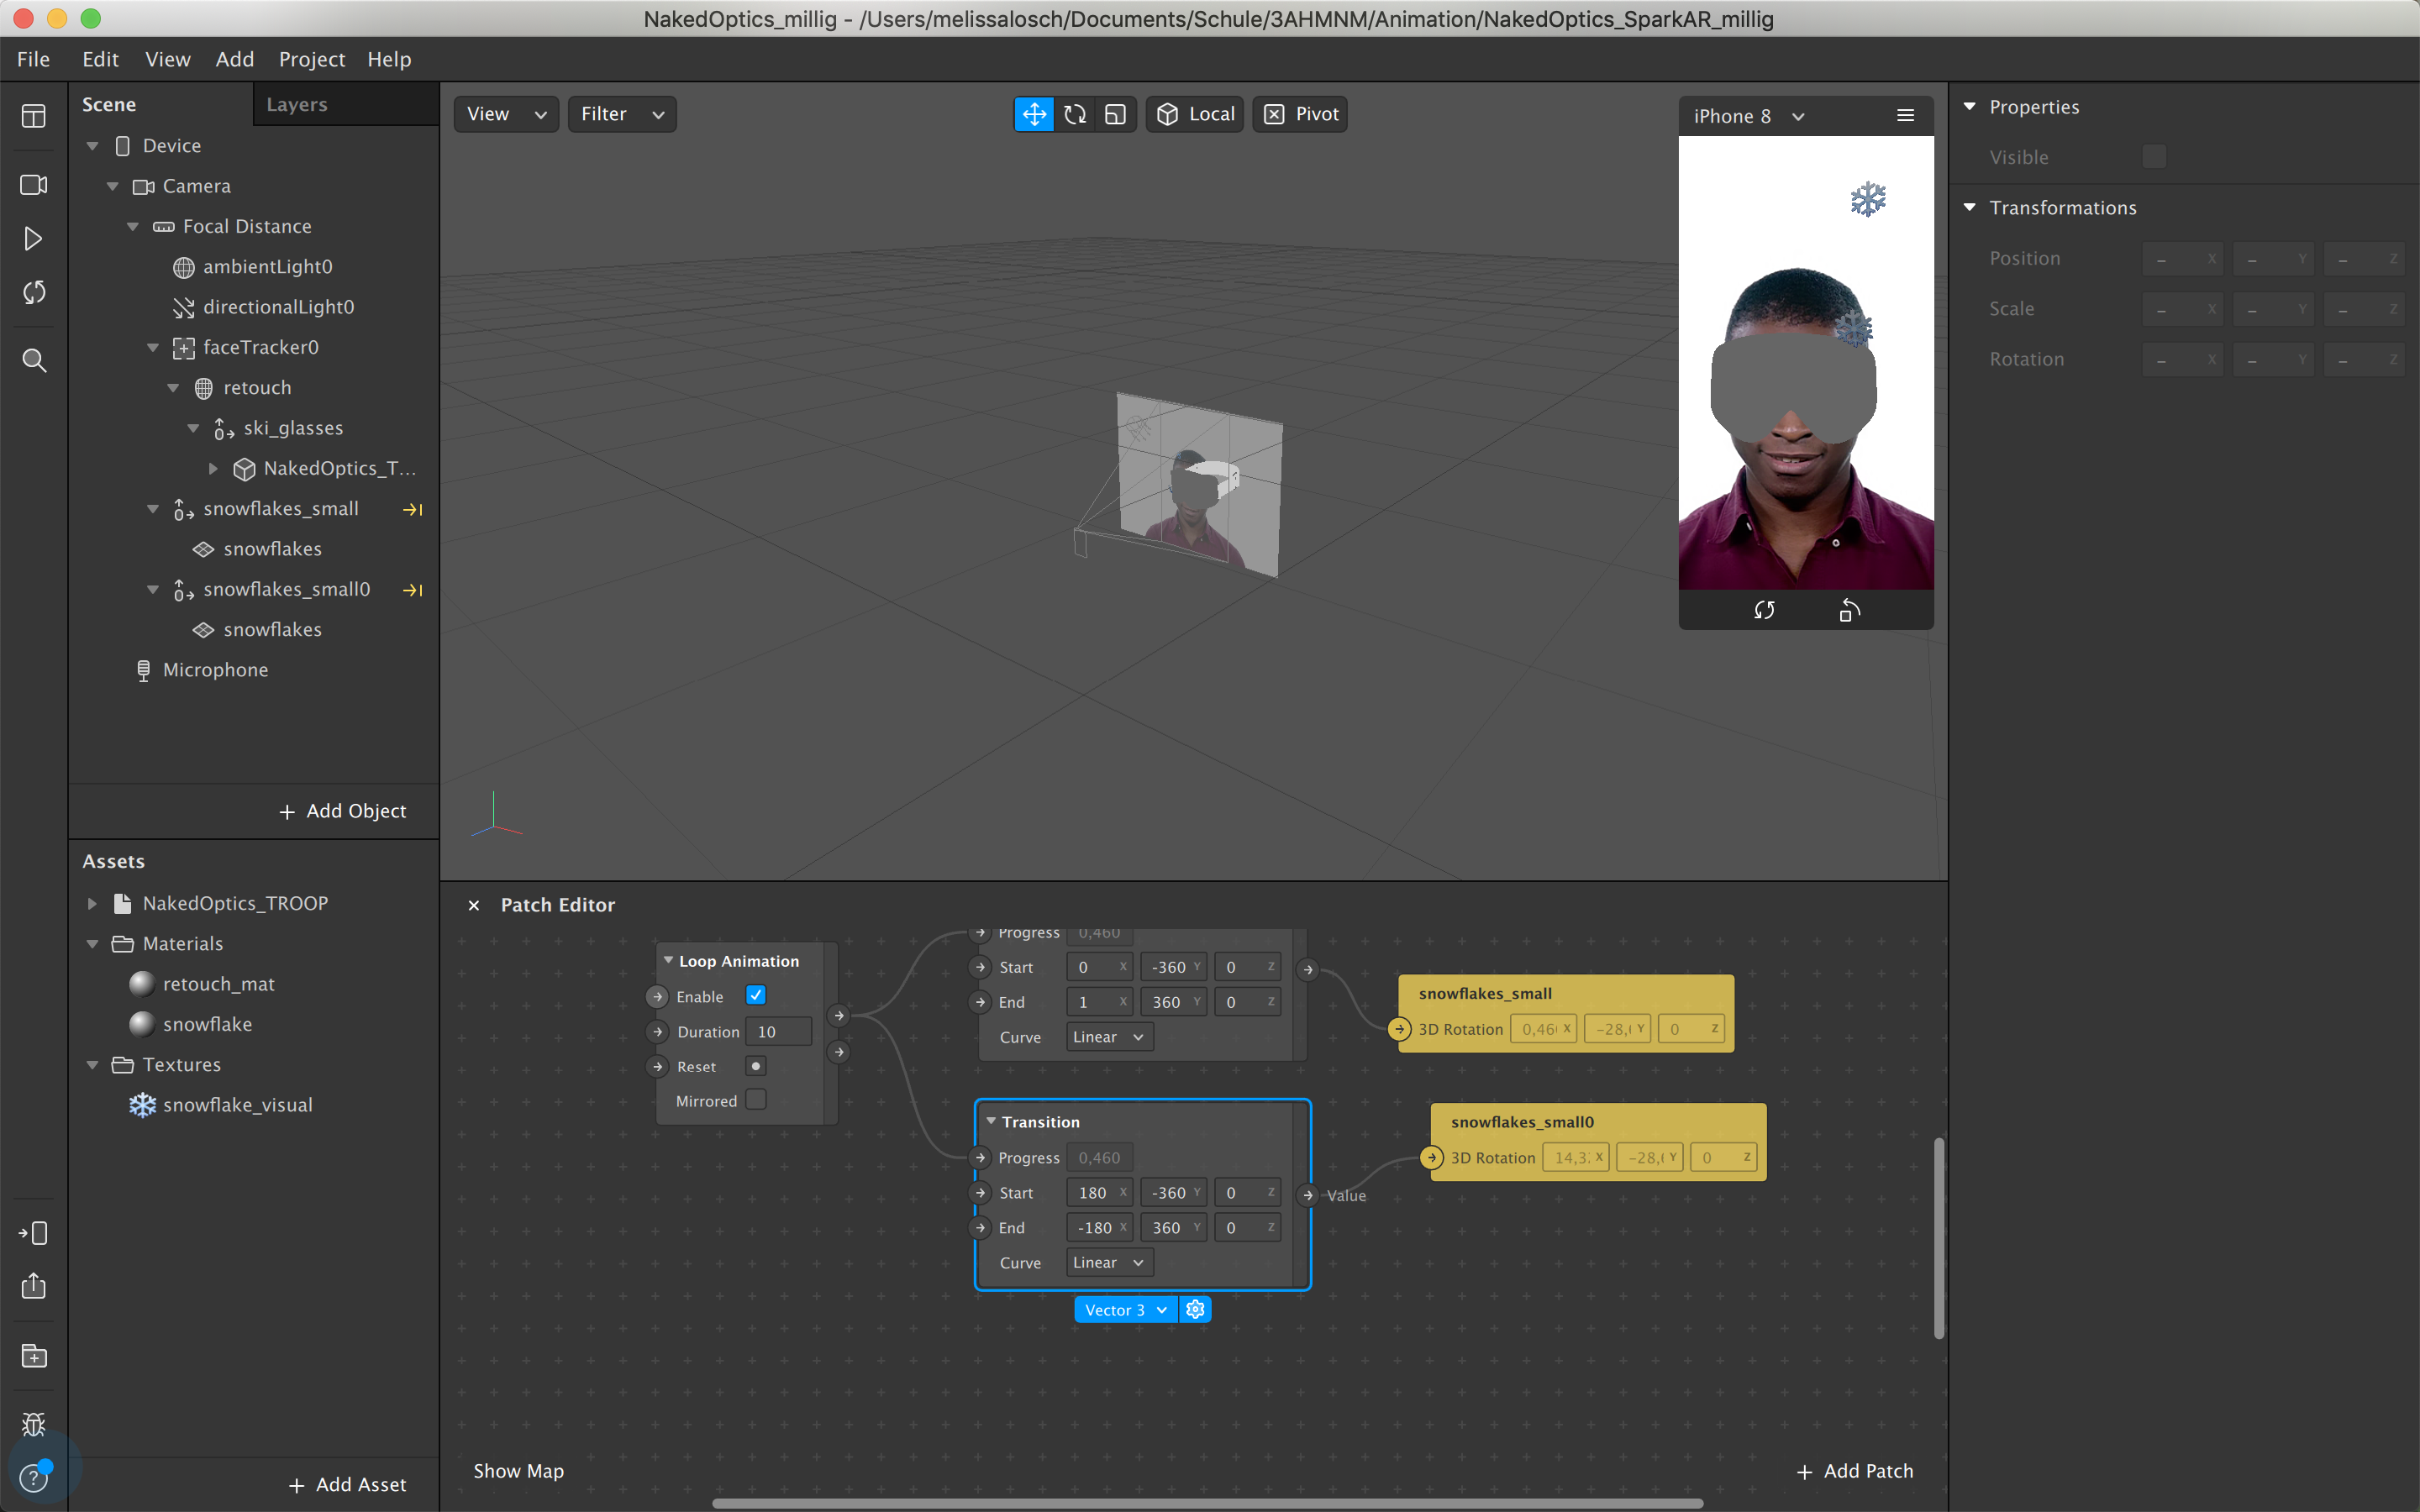 NakedOptics_millig - /Users/melissalosch/Documents/Schule/3AHMNM/Animation/NakedOptics_SparkAR_millig
File Edit View Add Project Help
Scene Layers
Device
Camera
Focal Distance
ambientLight0
directionalLight0
faceTracker0
retouch
ski_glasses
NakedOptics_T...
snowflakes_small
snowflakes
snowflakes_small0
snowflakes
Microphone
+ Add Object
Assets
NakedOptics_TROOP
Materials
retouch_mat
snowflake
Textures
snowflake_visual
+ Add Asset
View Filter Local Pivot
iPhone 8
Properties
Visible
Transformations
Position – X – Y – Z
Scale – X – Y – Z
Rotation – X – Y – Z
Patch Editor
Loop Animation
Enable
Duration 10
Reset
Mirrored
Progress 0,460
Start 0 X -360 Y 0 Z
End 1 X 360 Y 0 Z
Curve Linear
snowflakes_small
3D Rotation 0,46 X -28, Y 0 Z
Transition
Progress 0,460
Start 180 X -360 Y 0 Z
End -180 X 360 Y 0 Z
Curve Linear
Value
Vector 3
snowflakes_small0
3D Rotation 14,3 X -28, Y 0 Z
Show Map
+ Add Patch